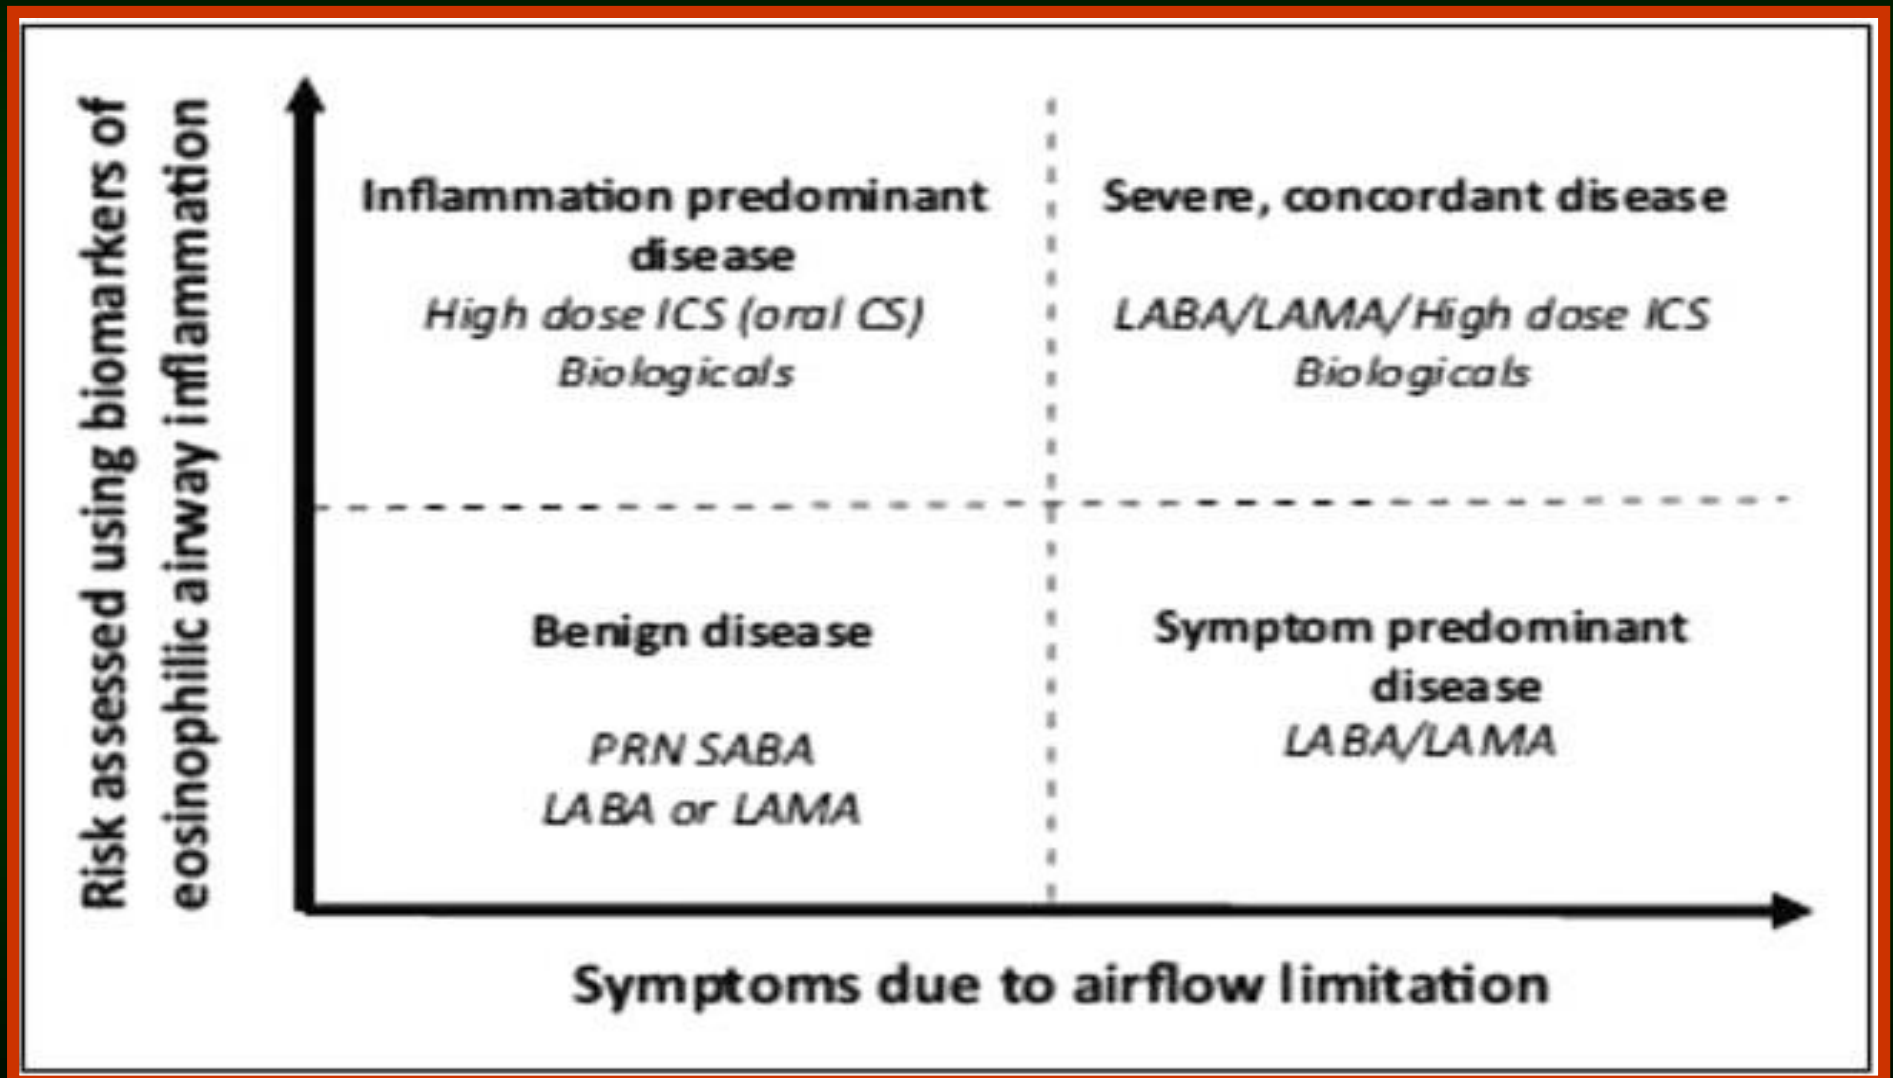 Risk assessed using biomarkers of
eosinophilic airway inflammation
Inflammation predominant
disease
High dose ICS (oral CS)
Biologicals
Severe, concordant disease
LABA/LAMA/High dose ICS
Biologicals
Benign disease
PRN SABA
LABA or LAMA
Symptom predominant
disease
LABA/LAMA
Symptoms due to airflow limitation